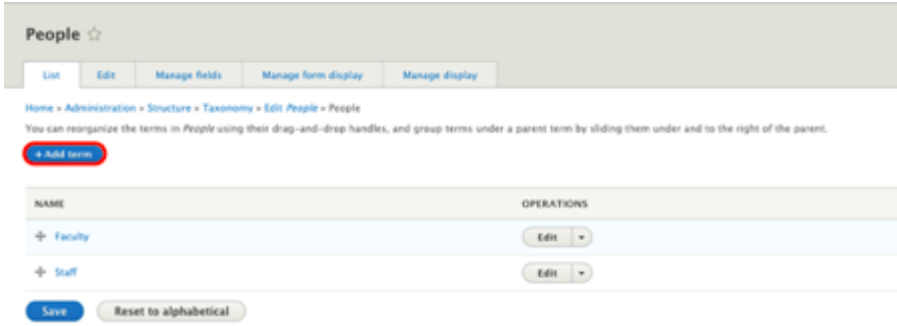 People
List Edit Manage fields Manage form display Manage display
Home » Administration » Structure » Taxonomy » Edit People » People
You can reorganize the terms in People using their drag-and-drop handles, and group terms under a parent term by sliding them under and to the right of the parent.
+ Add term
NAME OPERATIONS
Faculty Edit
Staff Edit
Save Reset to alphabetical